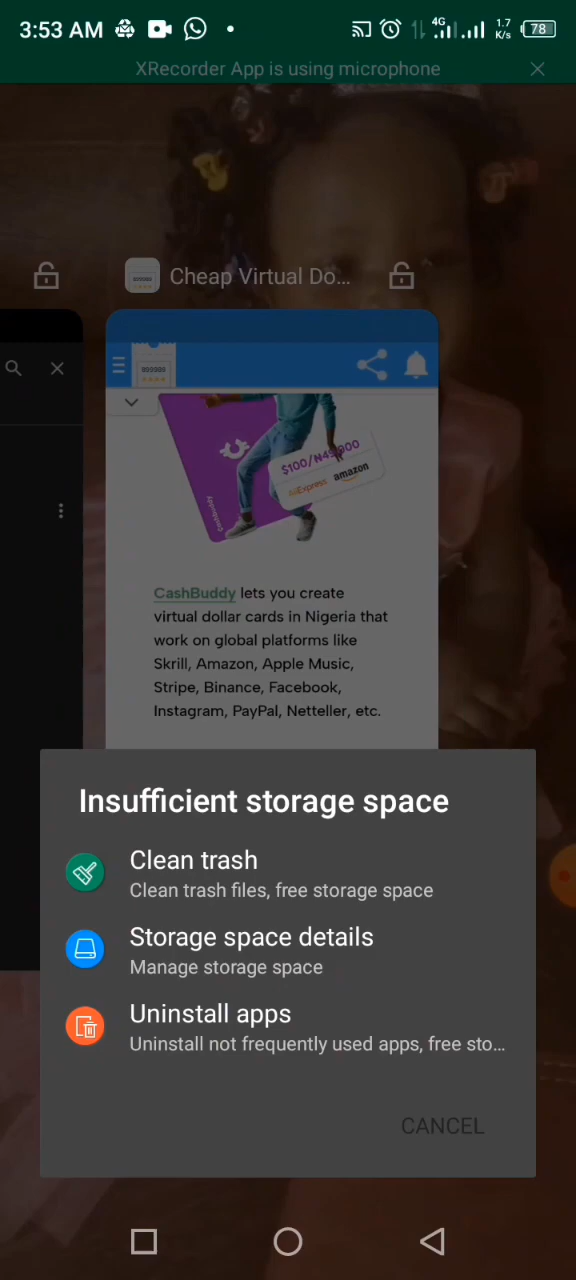 3:53 AM
4G
1.7
K/s
78
XRecorder App is using microphone
Cheap Virtual Do...
999999
$100/₦49,000
AliExpress amazon
Cashbuddy
CashBuddy lets you create
virtual dollar cards in Nigeria that
work on global platforms like
Skrill, Amazon, Apple Music,
Stripe, Binance, Facebook,
Instagram, PayPal, Netteller, etc.
Insufficient storage space
Clean trash
Clean trash files, free storage space
Storage space details
Manage storage space
Uninstall apps
Uninstall not frequently used apps, free sto...
CANCEL